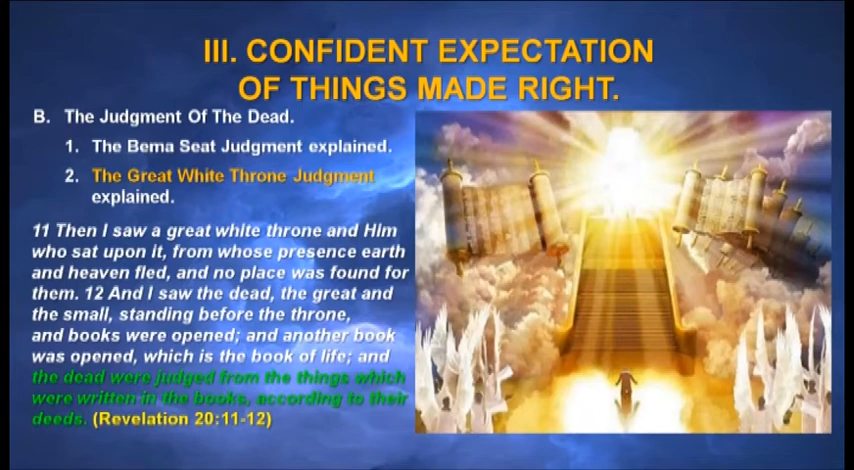 III. CONFIDENT EXPECTATION
OF THINGS MADE RIGHT.
B. The Judgment Of The Dead.
1. The Bema Seat Judgment explained.
2. The Great White Throne Judgment
explained.
11 Then I saw a great white throne and Him
who sat upon it, from whose presence earth
and heaven fled, and no place was found for
them. 12 And I saw the dead, the great and
the small, standing before the throne,
and books were opened; and another book
was opened, which is the book of life; and
the dead were judged from the things which
were written in the books, according to their
deeds. (Revelation 20:11-12)